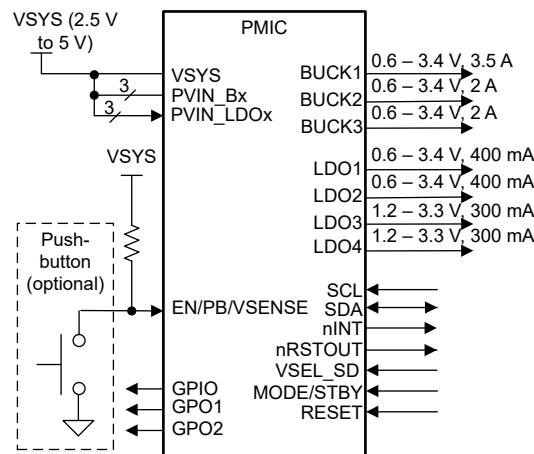 VSYS (2.5 V
to 5 V)
PMIC
VSYS
3
PVIN_Bx
3
PVIN_LDOx
BUCK1
0.6 – 3.4 V, 3.5 A
BUCK2
0.6 – 3.4 V, 2 A
BUCK3
0.6 – 3.4 V, 2 A
LDO1
0.6 – 3.4 V, 400 mA
LDO2
0.6 – 3.4 V, 400 mA
LDO3
1.2 – 3.3 V, 300 mA
LDO4
1.2 – 3.3 V, 300 mA
VSYS
Push-
button
(optional)
EN/PB/VSENSE
SCL
SDA
nINT
nRSTOUT
VSEL_SD
MODE/STBY
RESET
GPIO
GPO1
GPO2